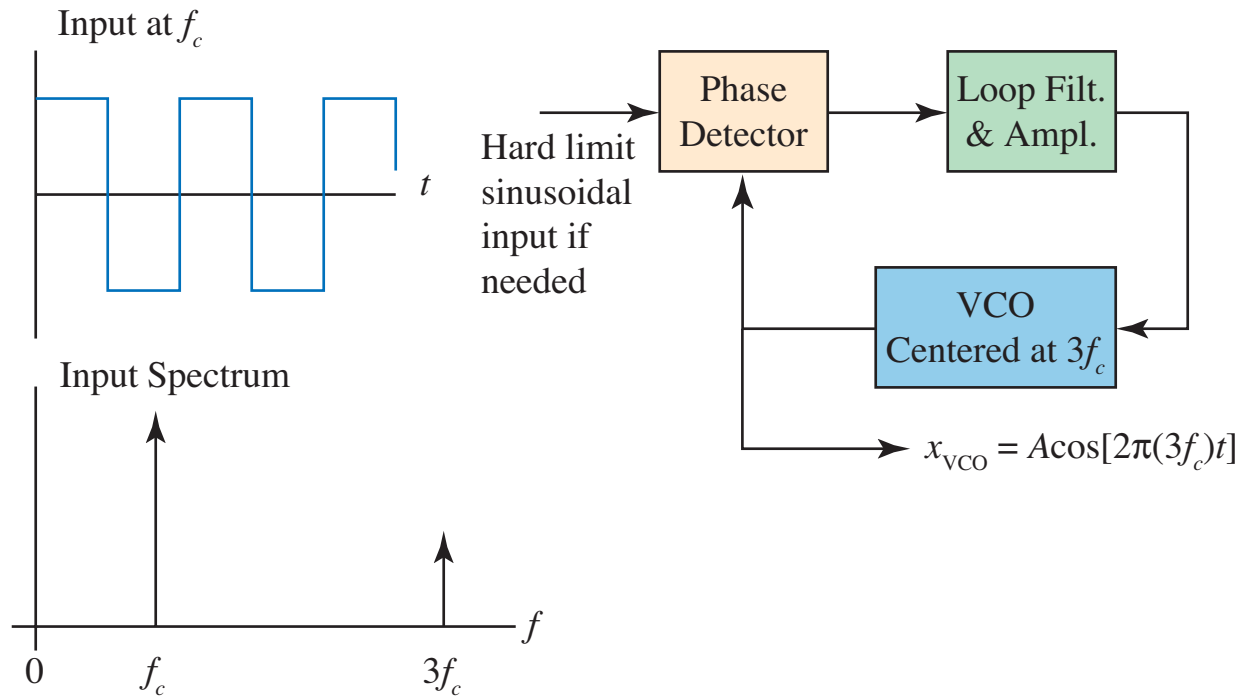 Input at f_c
t
Input Spectrum
0
f_c
3f_c
f
Hard limit
sinusoidal
input if
needed
Phase
Detector
Loop Filt.
& Ampl.
VCO
Centered at 3f_c
x_VCO = Acos[2π(3f_c)t]